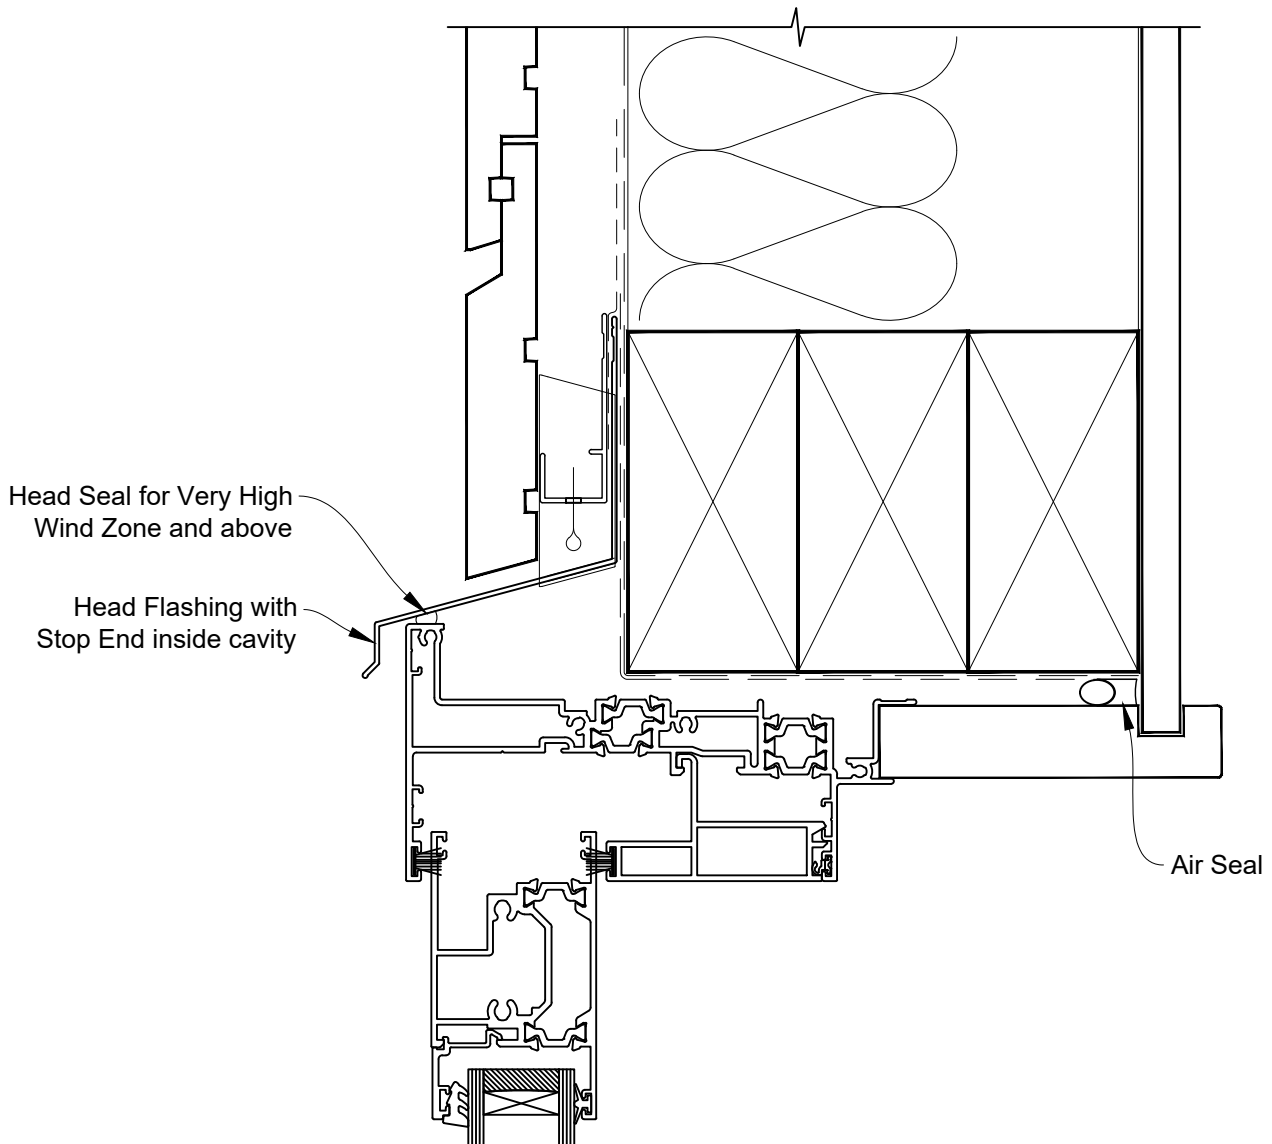 Head Seal for Very High
Wind Zone and above
Head Flashing with
Stop End inside cavity
Air Seal